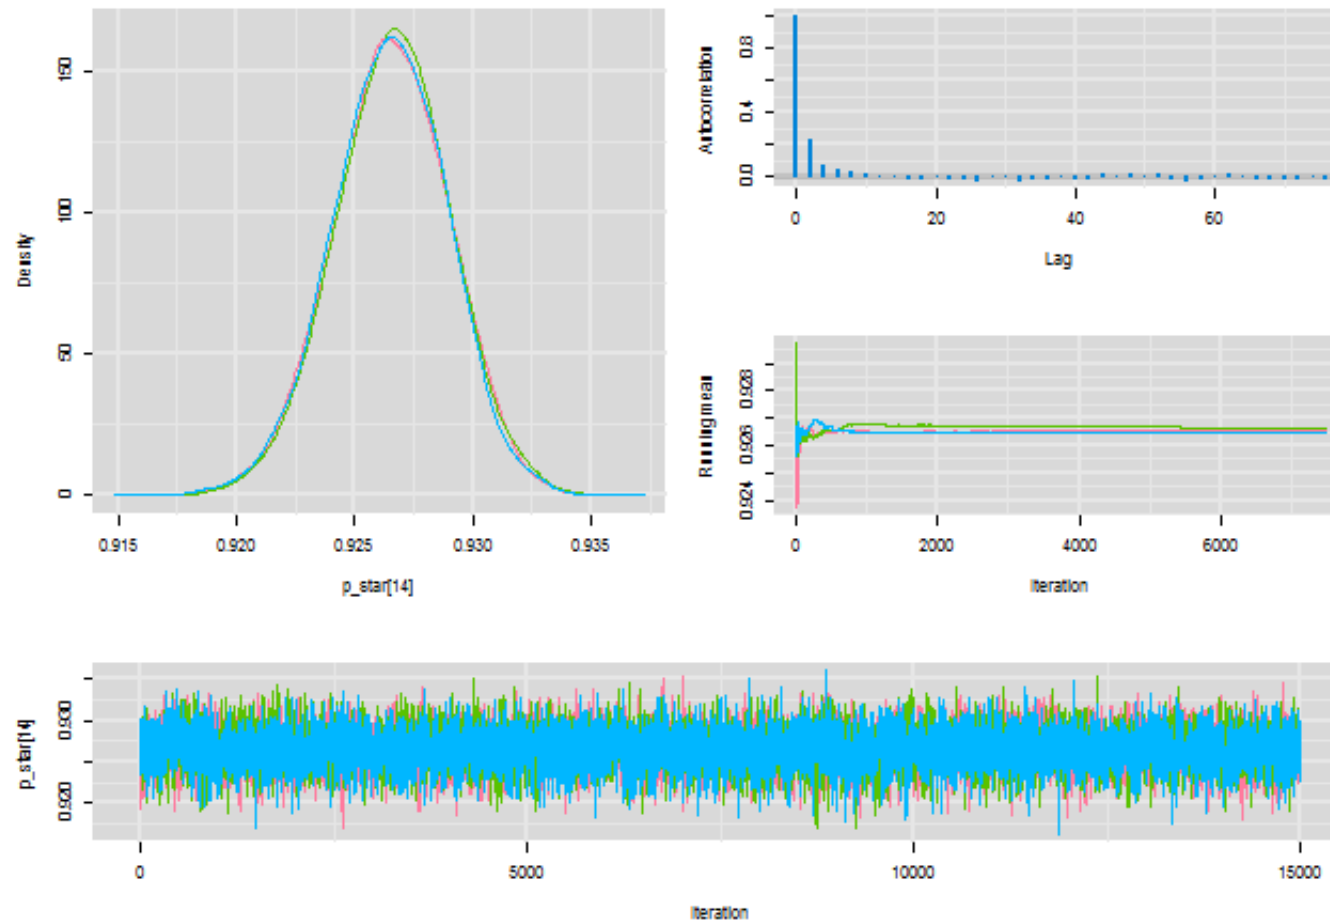 Density
150
100
50
0
0.915 0.920 0.925 0.930 0.935
p_star[14]
Autocorrelation
0.8
0.4
0.0
0 20 40 60
Lag
Running mean
0.928
0.926
0.924
0 2000 4000 6000
Iteration
p_star[14]
0.930
0.920
0 5000 10000 15000
Iteration